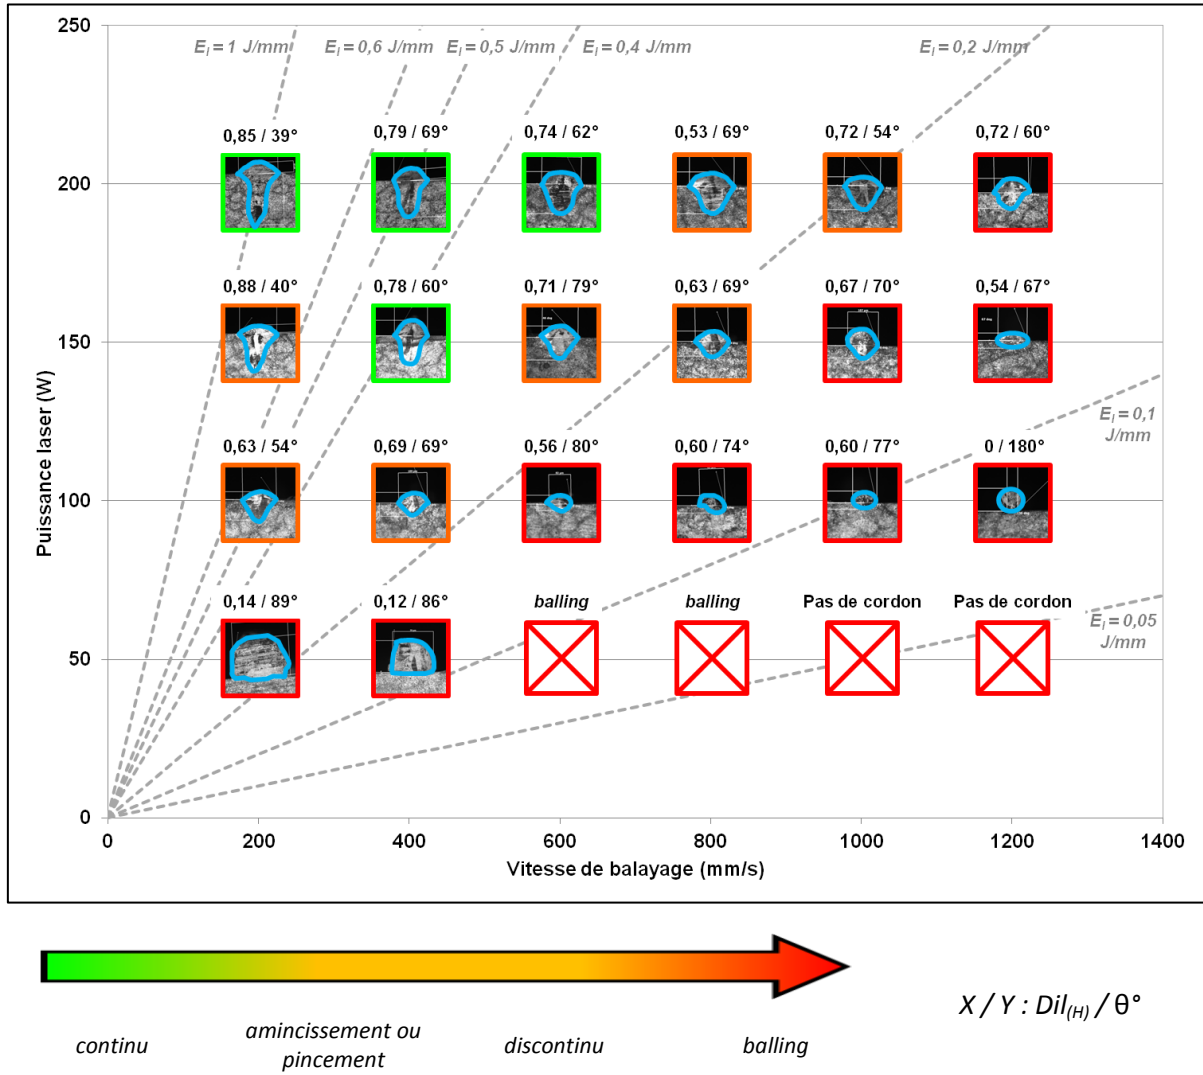 250
E_l = 1 J/mm
E_l = 0,6 J/mm
E_l = 0,5 J/mm
E_l = 0,4 J/mm
E_l = 0,2 J/mm
0,85 / 39°
0,79 / 69°
0,74 / 62°
0,53 / 69°
0,72 / 54°
0,72 / 60°
200
0,88 / 40°
0,78 / 60°
0,71 / 79°
0,63 / 69°
0,67 / 70°
0,54 / 67°
150
E_l = 0,1
J/mm
0,63 / 54°
0,69 / 69°
0,56 / 80°
0,60 / 74°
0,60 / 77°
0 / 180°
100
0,14 / 89°
0,12 / 86°
balling
balling
Pas de cordon
Pas de cordon
E_l = 0,05
J/mm
50
0
Puissance laser (W)
0
200
400
600
800
1000
1200
1400
Vitesse de balayage (mm/s)
X / Y : Dil(H) / θ°
continu
amincissement ou
pincement
discontinu
balling